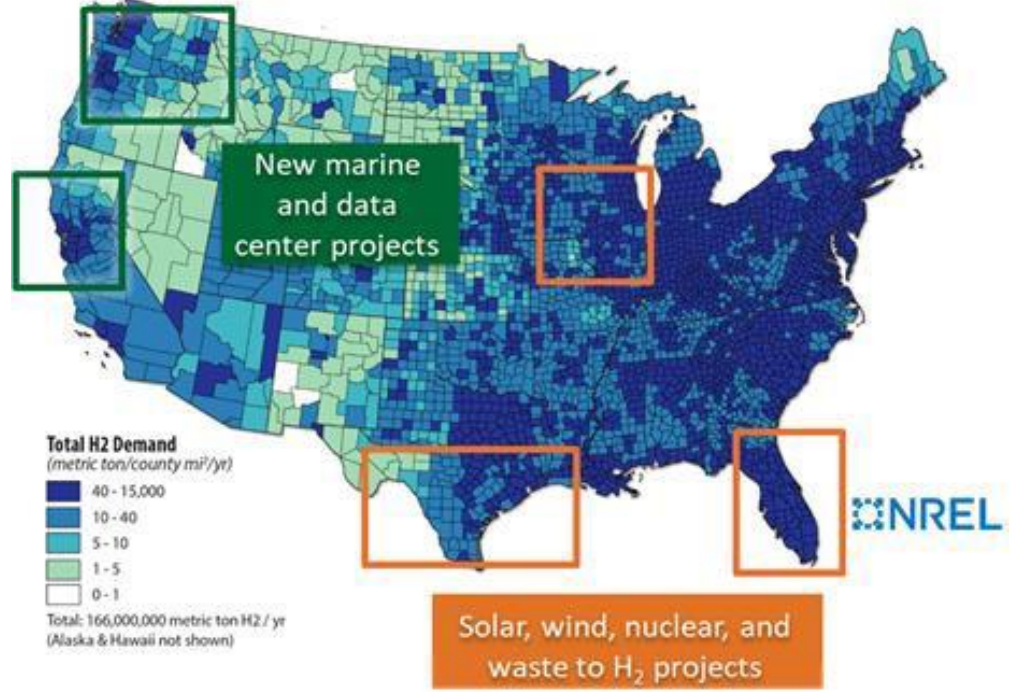 New marine
and data
center projects
Total H2 Demand
(metric ton/county mi²/yr)
40 - 15,000
10 - 40
5 - 10
1 - 5
0 - 1
Total: 166,000,000 metric ton H2 / yr
(Alaska & Hawaii not shown)
NREL
Solar, wind, nuclear, and
waste to H₂ projects